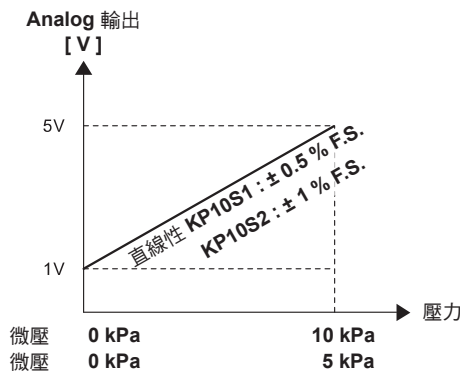 Analog 輸出
[ V ]
5V
直線性 KP10S1 : ± 0.5 % F.S.
KP10S2 : ± 1 % F.S.
1V
壓力
微壓 0 kPa 10 kPa
微壓 0 kPa 5 kPa